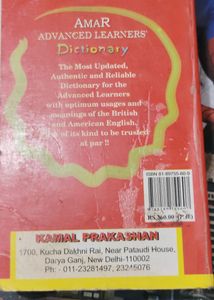 AMAR
ADVANCED LEARNERS'
Dictionary
The Most Updated,
Authentic and Reliable
Dictionary for the
Advanced Learners
with optimum usages and
meanings of the British
and American English,
of its kind to be trusted
at par !!
KAMAL PRAKASHAN
1700, Kucha Dakhni Rai, Near Pataudi House,
Darya Ganj, New Delhi-110002
Ph - 011-23281497, 23245076